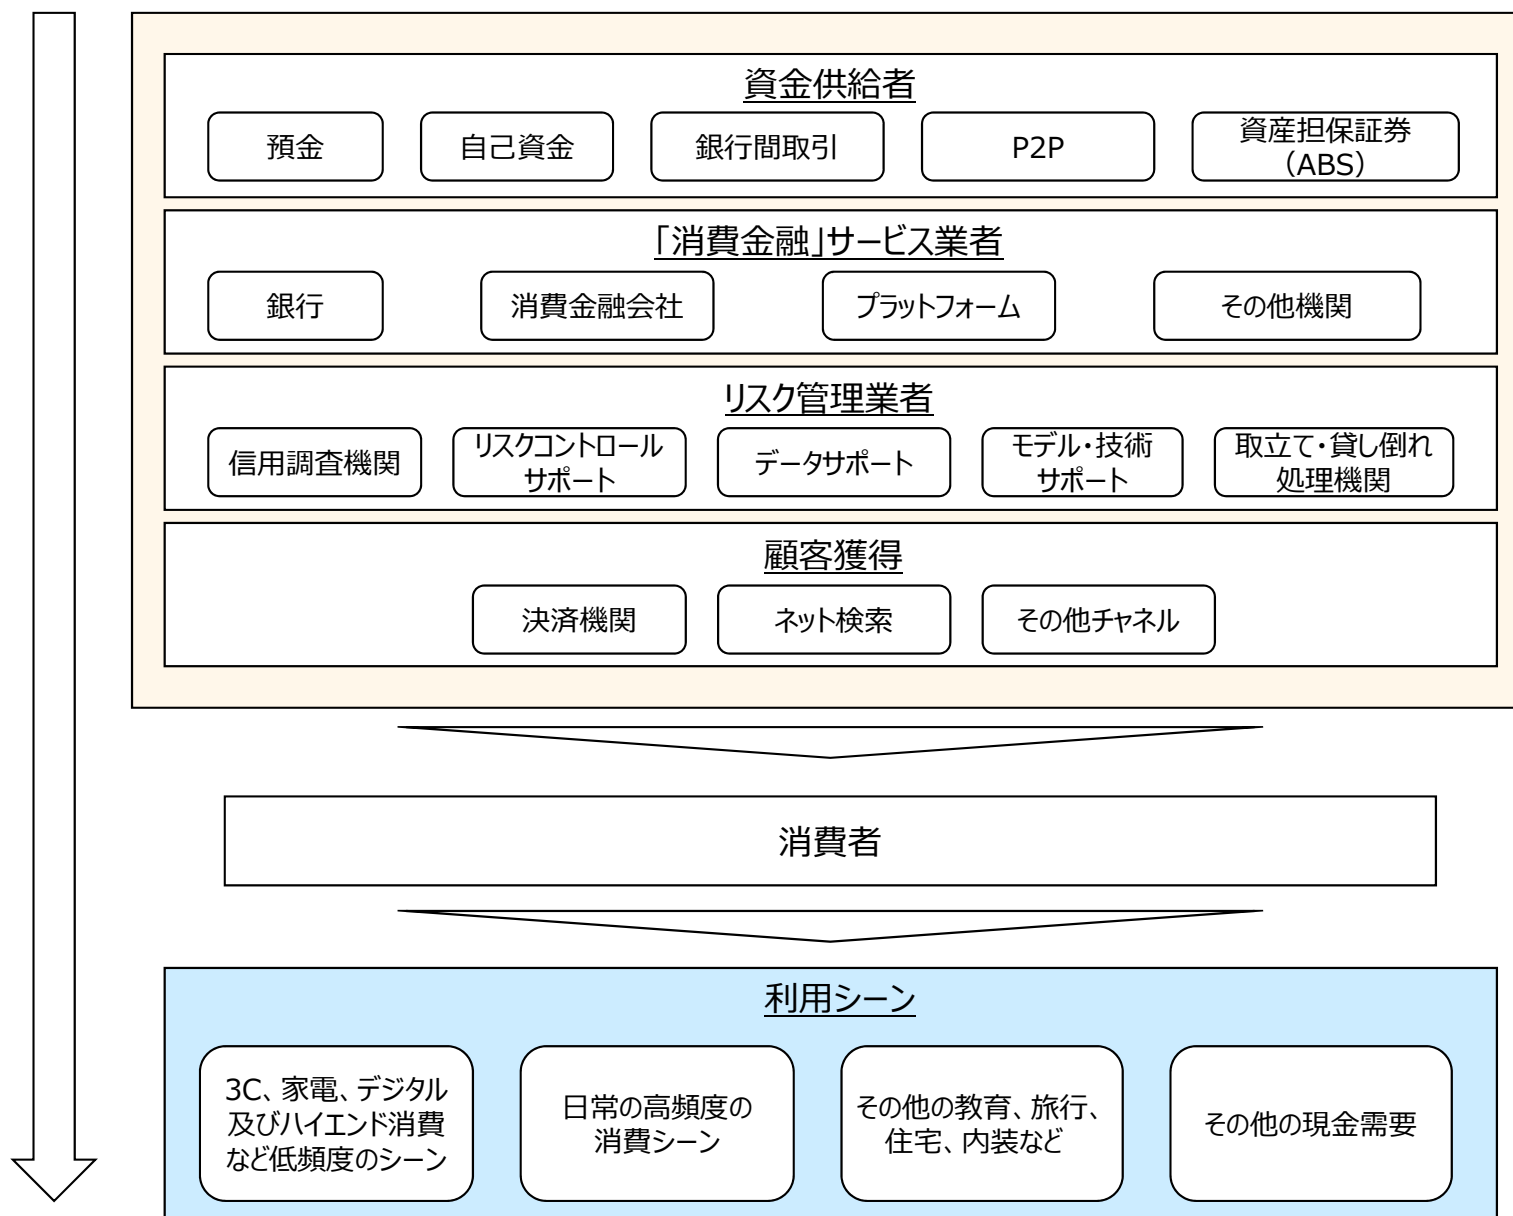 資金供給者
預金
自己資金
銀行間取引
P2P
資産担保証券
（ABS）
「消費金融」サービス業者
銀行
消費金融会社
プラットフォーム
その他機関
リスク管理業者
信用調査機関
リスクコントロール
サポート
データサポート
モデル・技術
サポート
取立て・貸し倒れ
処理機関
顧客獲得
決済機関
ネット検索
その他チャネル
消費者
利用シーン
3C、家電、デジタル
及びハイエンド消費
など低頻度のシーン
日常の高頻度の
消費シーン
その他の教育、旅行、
住宅、内装など
その他の現金需要